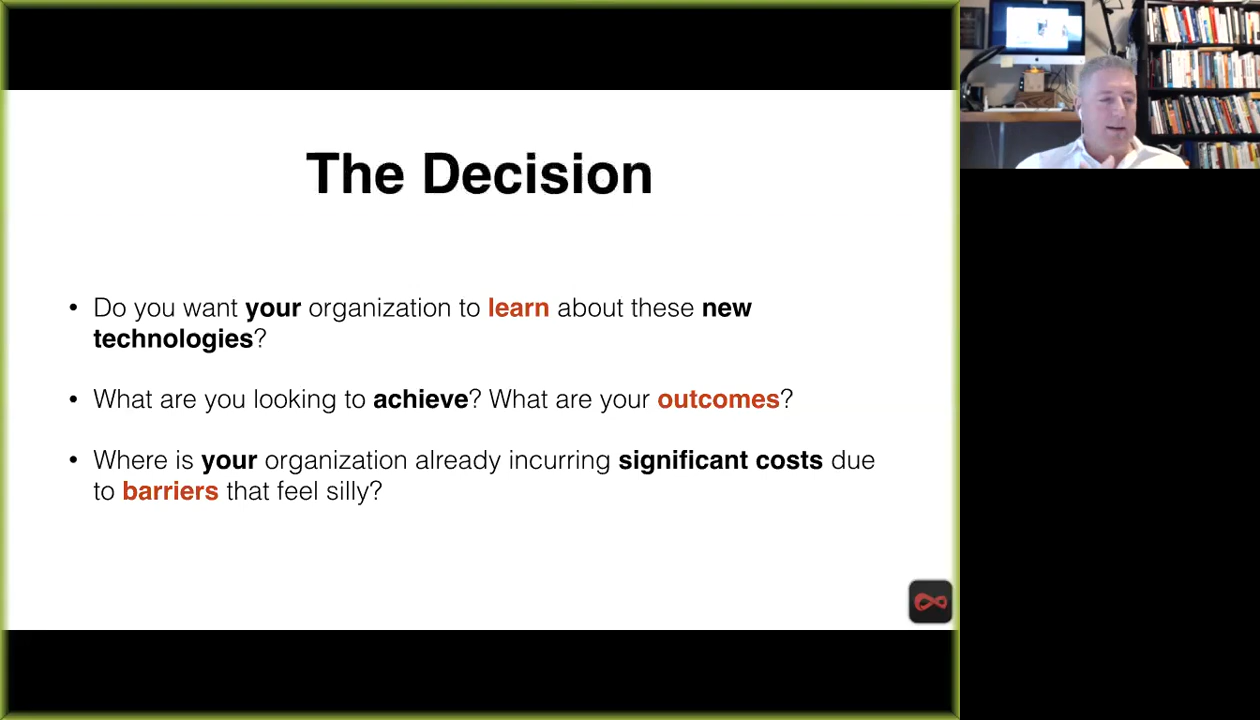 The Decision
• Do you want your organization to learn about these new
technologies?
• What are you looking to achieve? What are your outcomes?
• Where is your organization already incurring significant costs due
to barriers that feel silly?